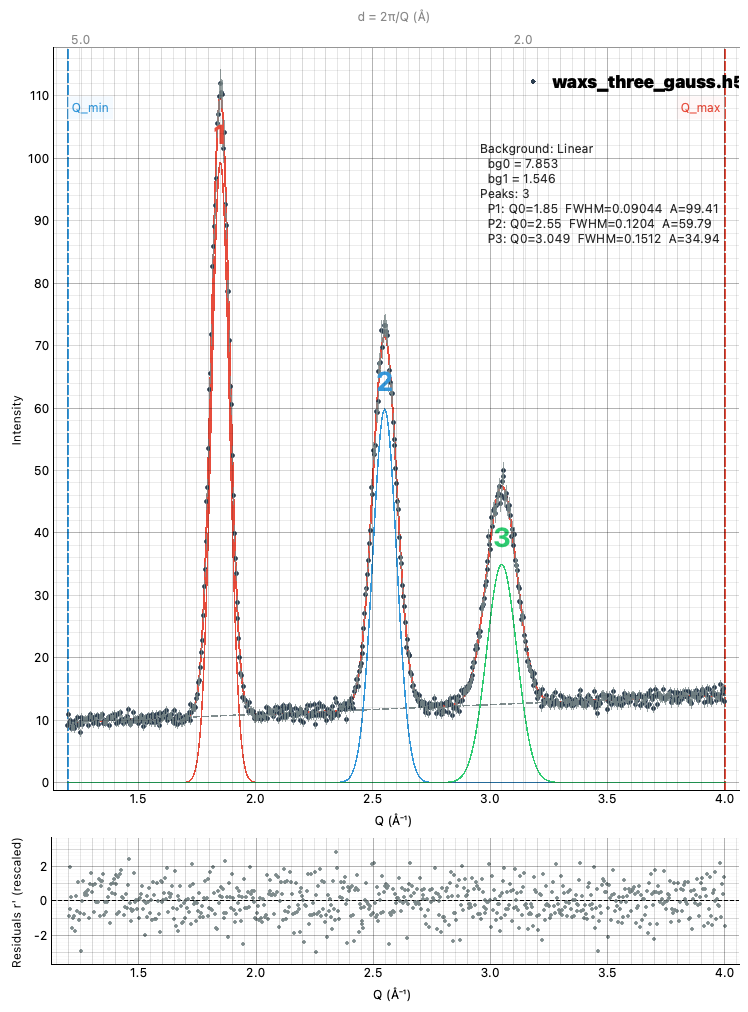 d = 2π/Q (Å)
5.0 2.0
waxs_three_gauss.h5
Q_min Q_max
Background: Linear
bg0 = 7.853
bg1 = 1.546
Peaks: 3
P1: Q0=1.85 FWHM=0.09044 A=99.41
P2: Q0=2.55 FWHM=0.1204 A=59.79
P3: Q0=3.049 FWHM=0.1512 A=34.94
1
2
3
Intensity
110
100
90
80
70
60
50
40
30
20
10
0
1.5 2.0 2.5 3.0 3.5 4.0
Q (Å⁻¹)
Residuals r' (rescaled)
2
0
−2
1.5 2.0 2.5 3.0 3.5 4.0
Q (Å⁻¹)